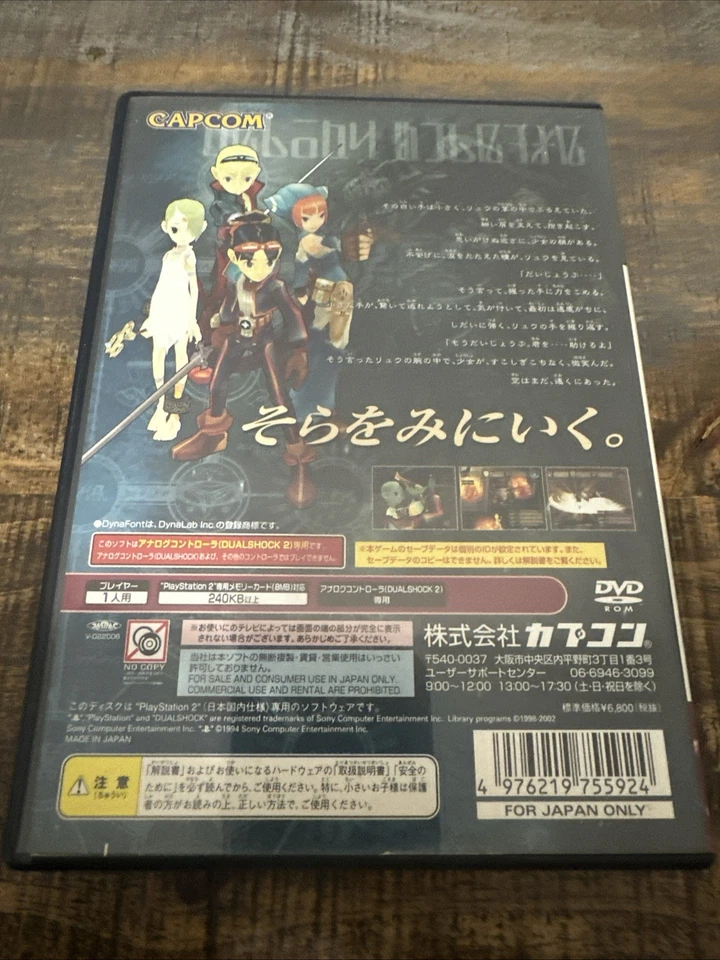 CAPCOM®
その白い手は小さく、リュウの掌の中でふるえていた。
細い肩を支えて、抱き起こす。
思いがけぬ近さに、少女の顔がある。
不安げに、涙をたたえた瞳が、リュウを見ている。
「だいじょうぶ‥‥」
そう言って、握った手に力をこめる。
小さな手が、驚いて逃れようとして、気が付いて、最初は遠慮がちに、
しだいに強く、リュウの手を握り返す。
「もうだいじょうぶ、君を‥‥助けるよ」
そう言ったリュウの腕の中で、少女が、すこしぎこちなく、微笑んだ。
空はまだ、遠くにあった。
そらをみにいく。
●DynaFontは、DynaLab Inc.の登録商標です。
このソフトはアナログコントローラ(DUALSHOCK 2)専用です
アナログコントローラ(DUALSHOCK)および、その他のコントローラではプレイできません。
※本ゲームのセーブデータは個別のIDが設定されています。また、
セーブデータのコピーはできません。詳しくは解説書をご覧ください。
プレイヤー
1人用
"PlayStation 2"専用メモリーカード(8MB)対応
240KB以上
アナログコントローラ(DUALSHOCK 2)
専用
DVD
ROM
V-022D06
NO COPY
※お使いにのテレビによっては画面の端の部分が完全に表示
されない場合がございます。あらかじめご了承ください。
当社は本ソフトの無断複製・賃貸・営業使用はいっさい
許可しておりません。
FOR SALE AND CONSUMER USE IN JAPAN ONLY.
COMMERCIAL USE AND RENTAL ARE PROHIBITED.
株式会社カプコン®
〒540-0037 大阪市中央区内平野町3丁目1番3号
ユーザーサポートセンター 06-6946-3099
9:00〜12:00 13:00〜17:30(土・日・祝日を除く)
このディスクは "PlayStation 2"(日本国内仕様)専用のソフトウェアです。
標準価格¥6,800(税抜)
", "PlayStation" and "DUALSHOCK" are registered trademarks of Sony Computer Entertainment Inc. Library programs ©1998-2002
Sony Computer Entertainment Inc. " " ©1994 Sony Computer Entertainment Inc.
MADE IN JAPAN
注意
(ちゅうい)
「解説書」およびお使いになるハードウェアの「取扱説明書」「安全の
ために」を必ず読んでから、ご使用ください。特に、小さいお子様は保護
者の方がお読みの上、正しい方法で、ご使用ください。
4 976219 755924
FOR JAPAN ONLY